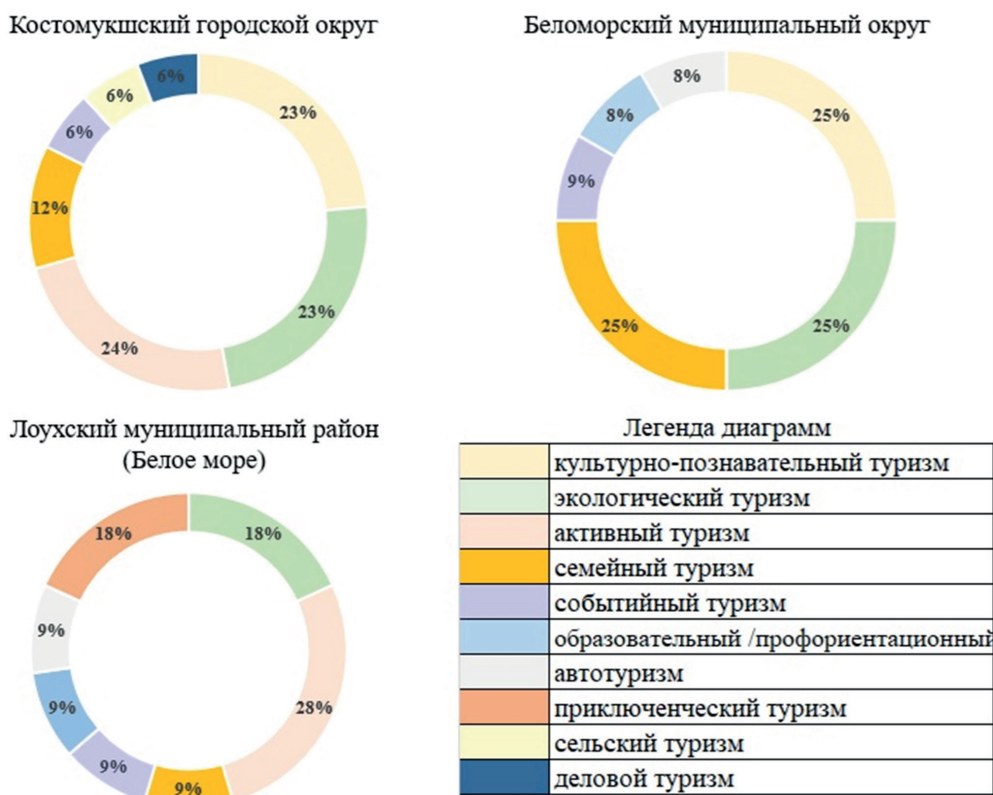 Костомукшский городской округ
6%
23%
6%
6%
12%
24%
23%
Беломорский муниципальный округ
8%
25%
8%
9%
25%
25%
Лоухский муниципальный район
(Белое море)
18%
18%
9%
28%
9%
9%
9%
Легенда диаграмм
культурно-познавательный туризм
экологический туризм
активный туризм
семейный туризм
событийный туризм
образовательный /профориентационный
автотуризм
приключенческий туризм
сельский туризм
деловой туризм